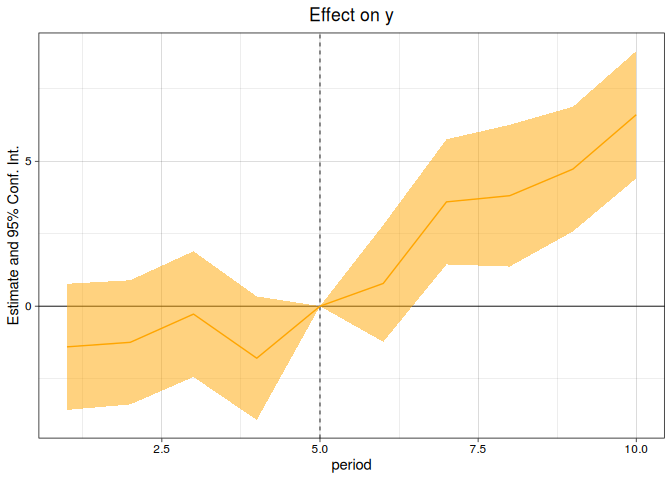 Effect on y
Estimate and 95% Conf. Int.
5
0
2.5
5.0
7.5
10.0
period